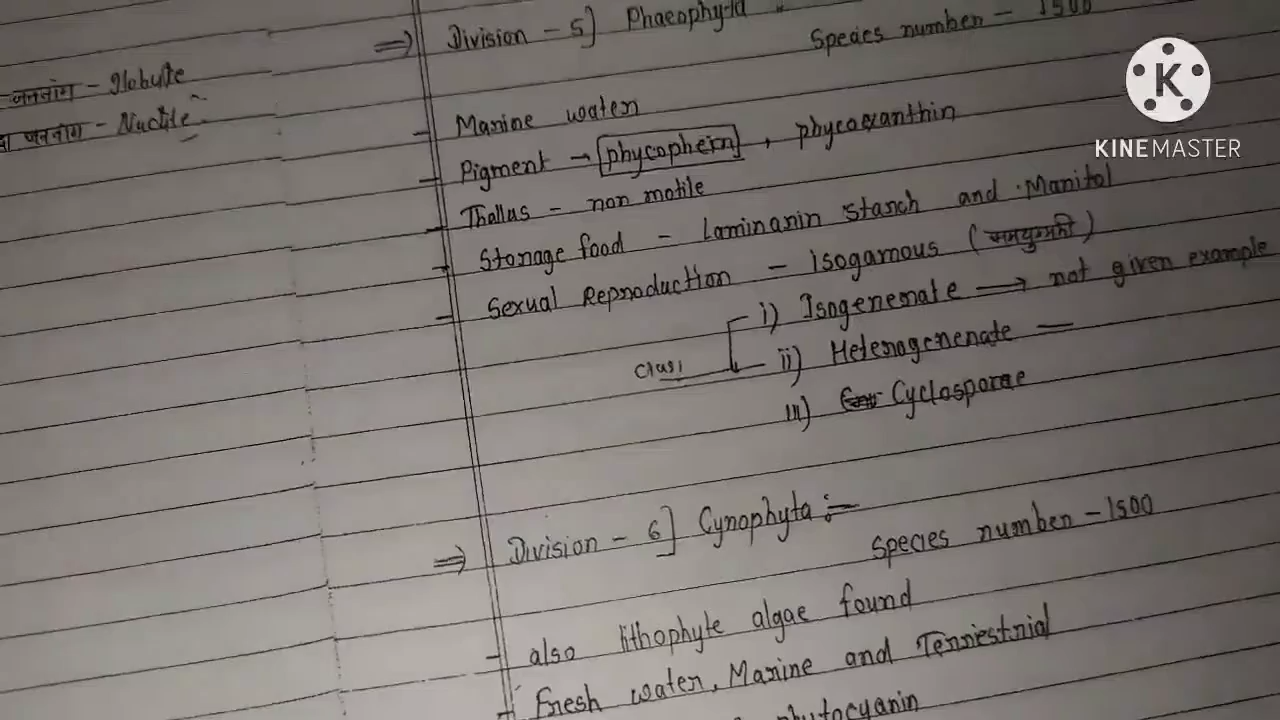 जननांग - Globule
जननांग - Nucule
⇒ Division - 5] Phaeophyta :
Species number - 1500
- Marine water
- Pigment → [phycophein], phycoxanthin
- Thallus - non motile
- Storage food - Laminarin starch and Manitol
- Sexual Reproduction - isogamous (समयुग्मकी)
Class
i) Isogenerate → not given example
ii) Heterogenerate —
iii) Cyclosporae
⇒ Division - 6] Cynophyta :-
Species number - 1500
- also lithophyte algae found
- Fresh water, Marine and Terriestrial
phytocyanin
K
KINEMASTER